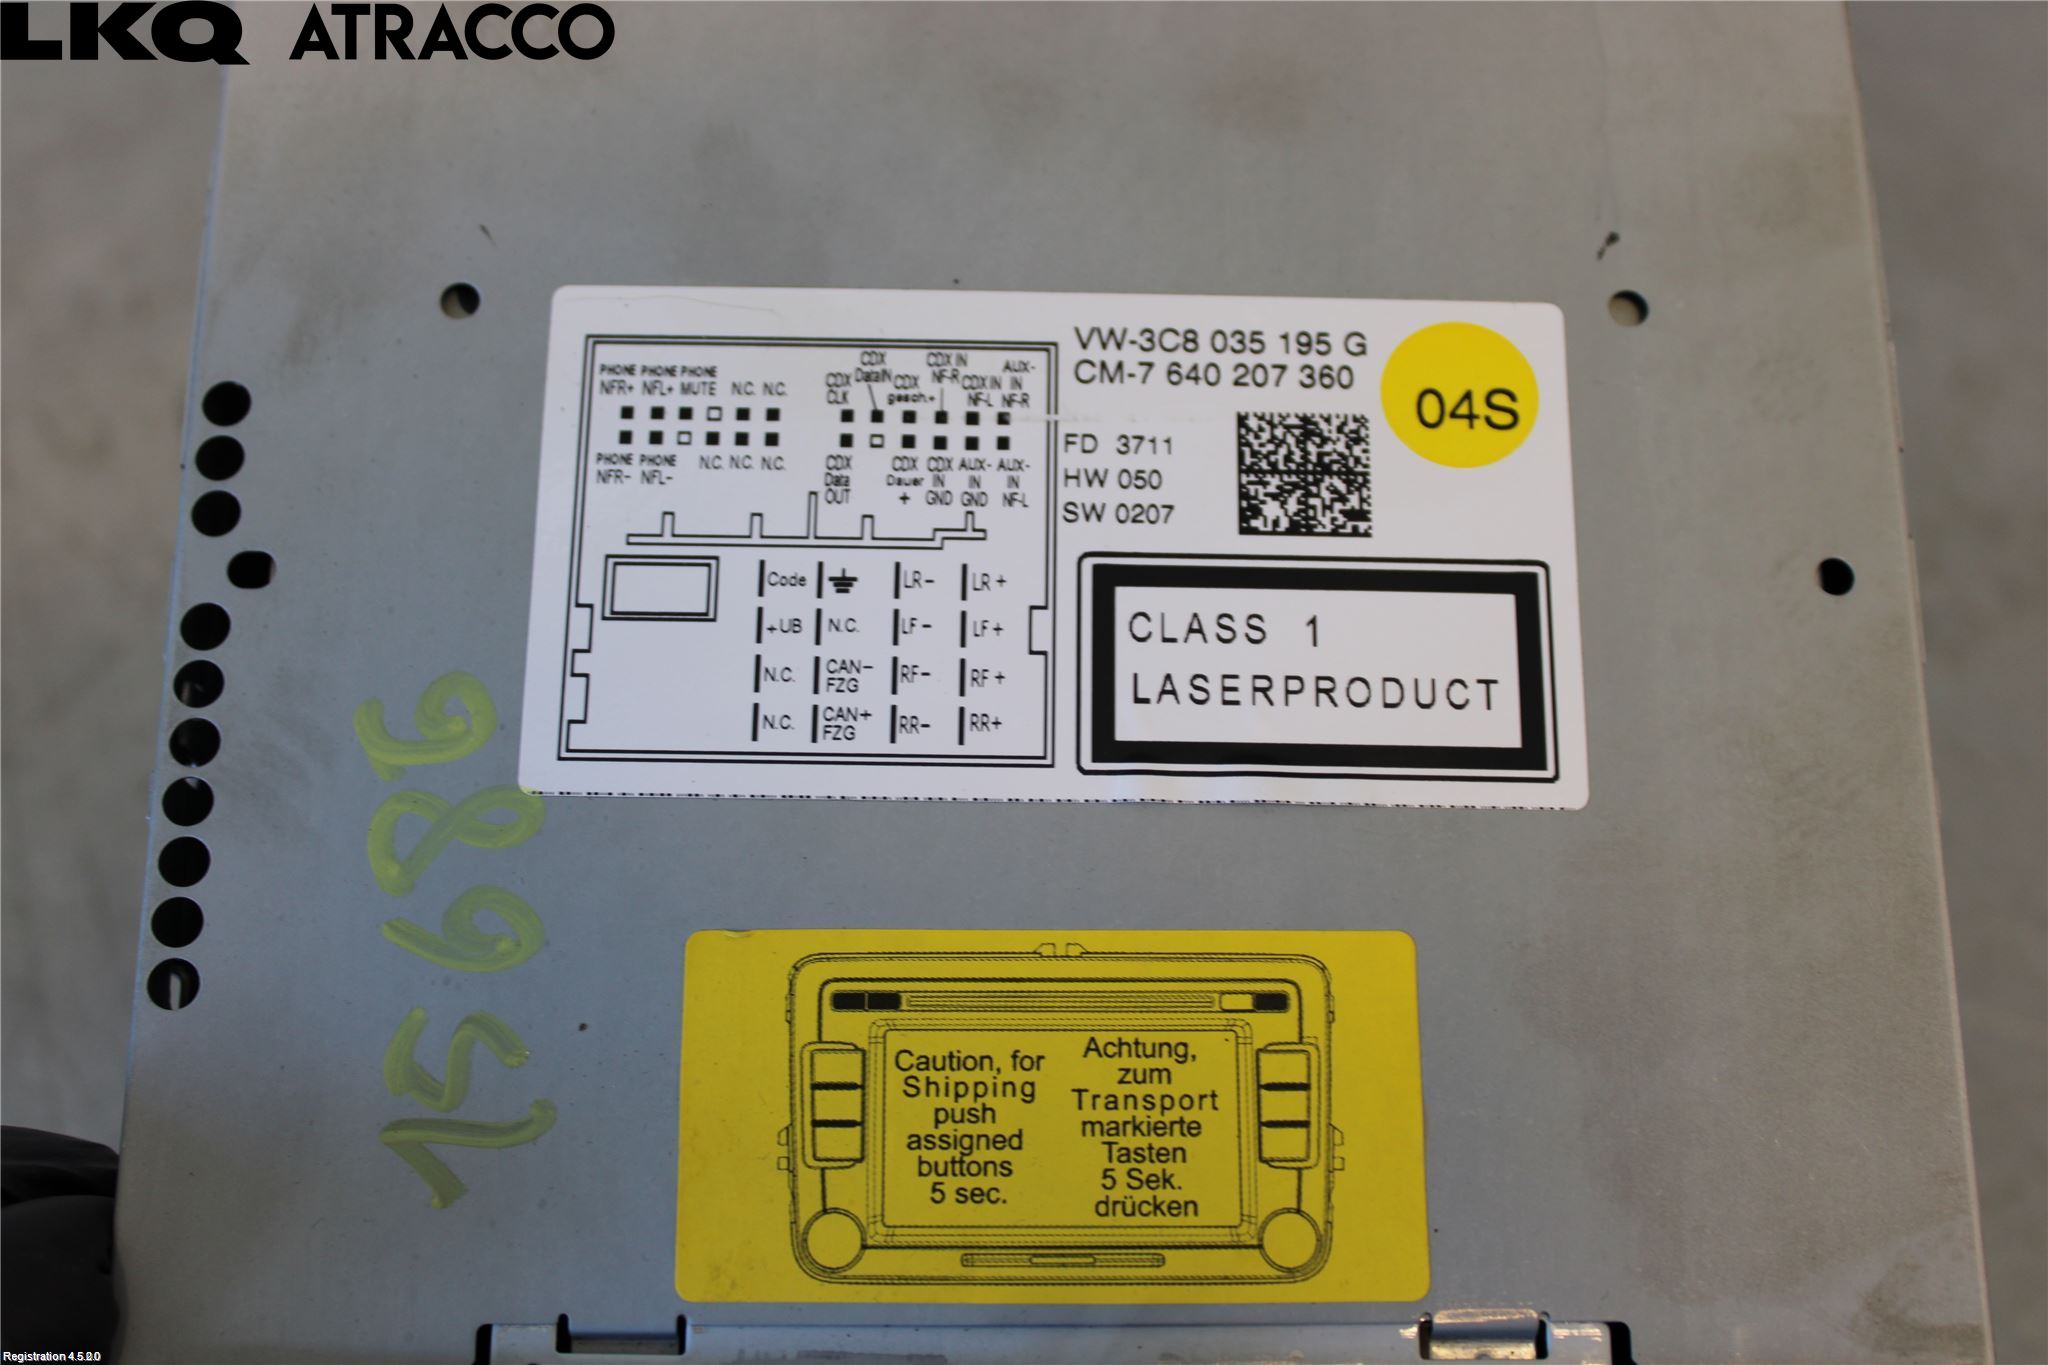 LKQ ATRACCO
VW-3C8 035 195 G
CM-7 640 207 360
04S
FD 3711
HW 050
SW 0207
CLASS 1
LASERPRODUCT
PHONE PHONE PHONE
NFR+ NFL+ MUTE N.C. N.C.
CDX CLK
CDX DataIN
CDX gesch.+
CDX IN NF-R
CDX IN NF-L
AUX-IN NF-R
PHONE NFR-
PHONE NFL-
N.C. N.C. N.C.
CDX Data OUT
CDX Dauer +
CDX IN GND
AUX-IN GND
AUX-IN NF-L
Code LR- LR+
+UB N.C. LF- LF+
N.C. CAN- FZG RF- RF+
N.C. CAN+ FZG RR- RR+
15686
Caution, for
Shipping
push
assigned
buttons
5 sec.
Achtung,
zum
Transport
markierte
Tasten
5 Sek.
drücken
Registration 4.5.2.0